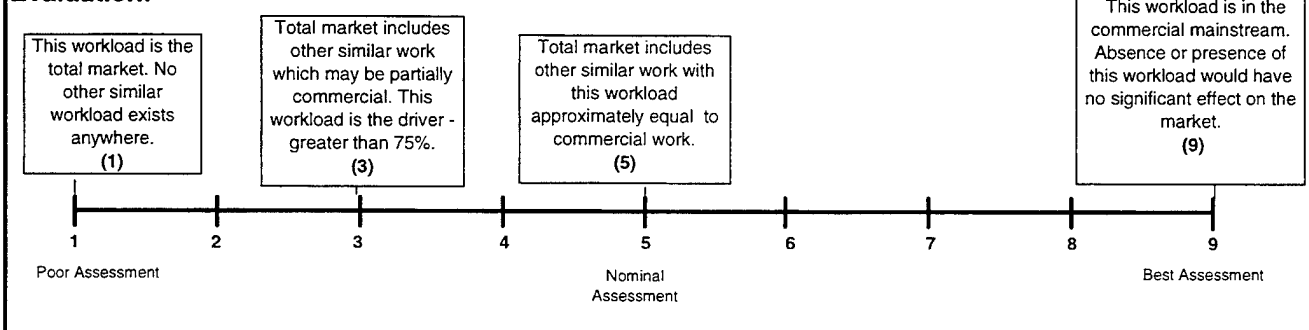 This workload is the
total market. No
other similar
workload exists
anywhere.
(1)
Total market includes
other similar work
which may be partially
commercial. This
workload is the driver -
greater than 75%.
(3)
Total market includes
other similar work with
this workload
approximately equal to
commercial work.
(5)
This workload is in the
commercial mainstream.
Absence or presence of
this workload would have
no significant effect on the
market.
(9)
1 2 3 4 5 6 7 8 9
Poor Assessment
Nominal
Assessment
Best Assessment